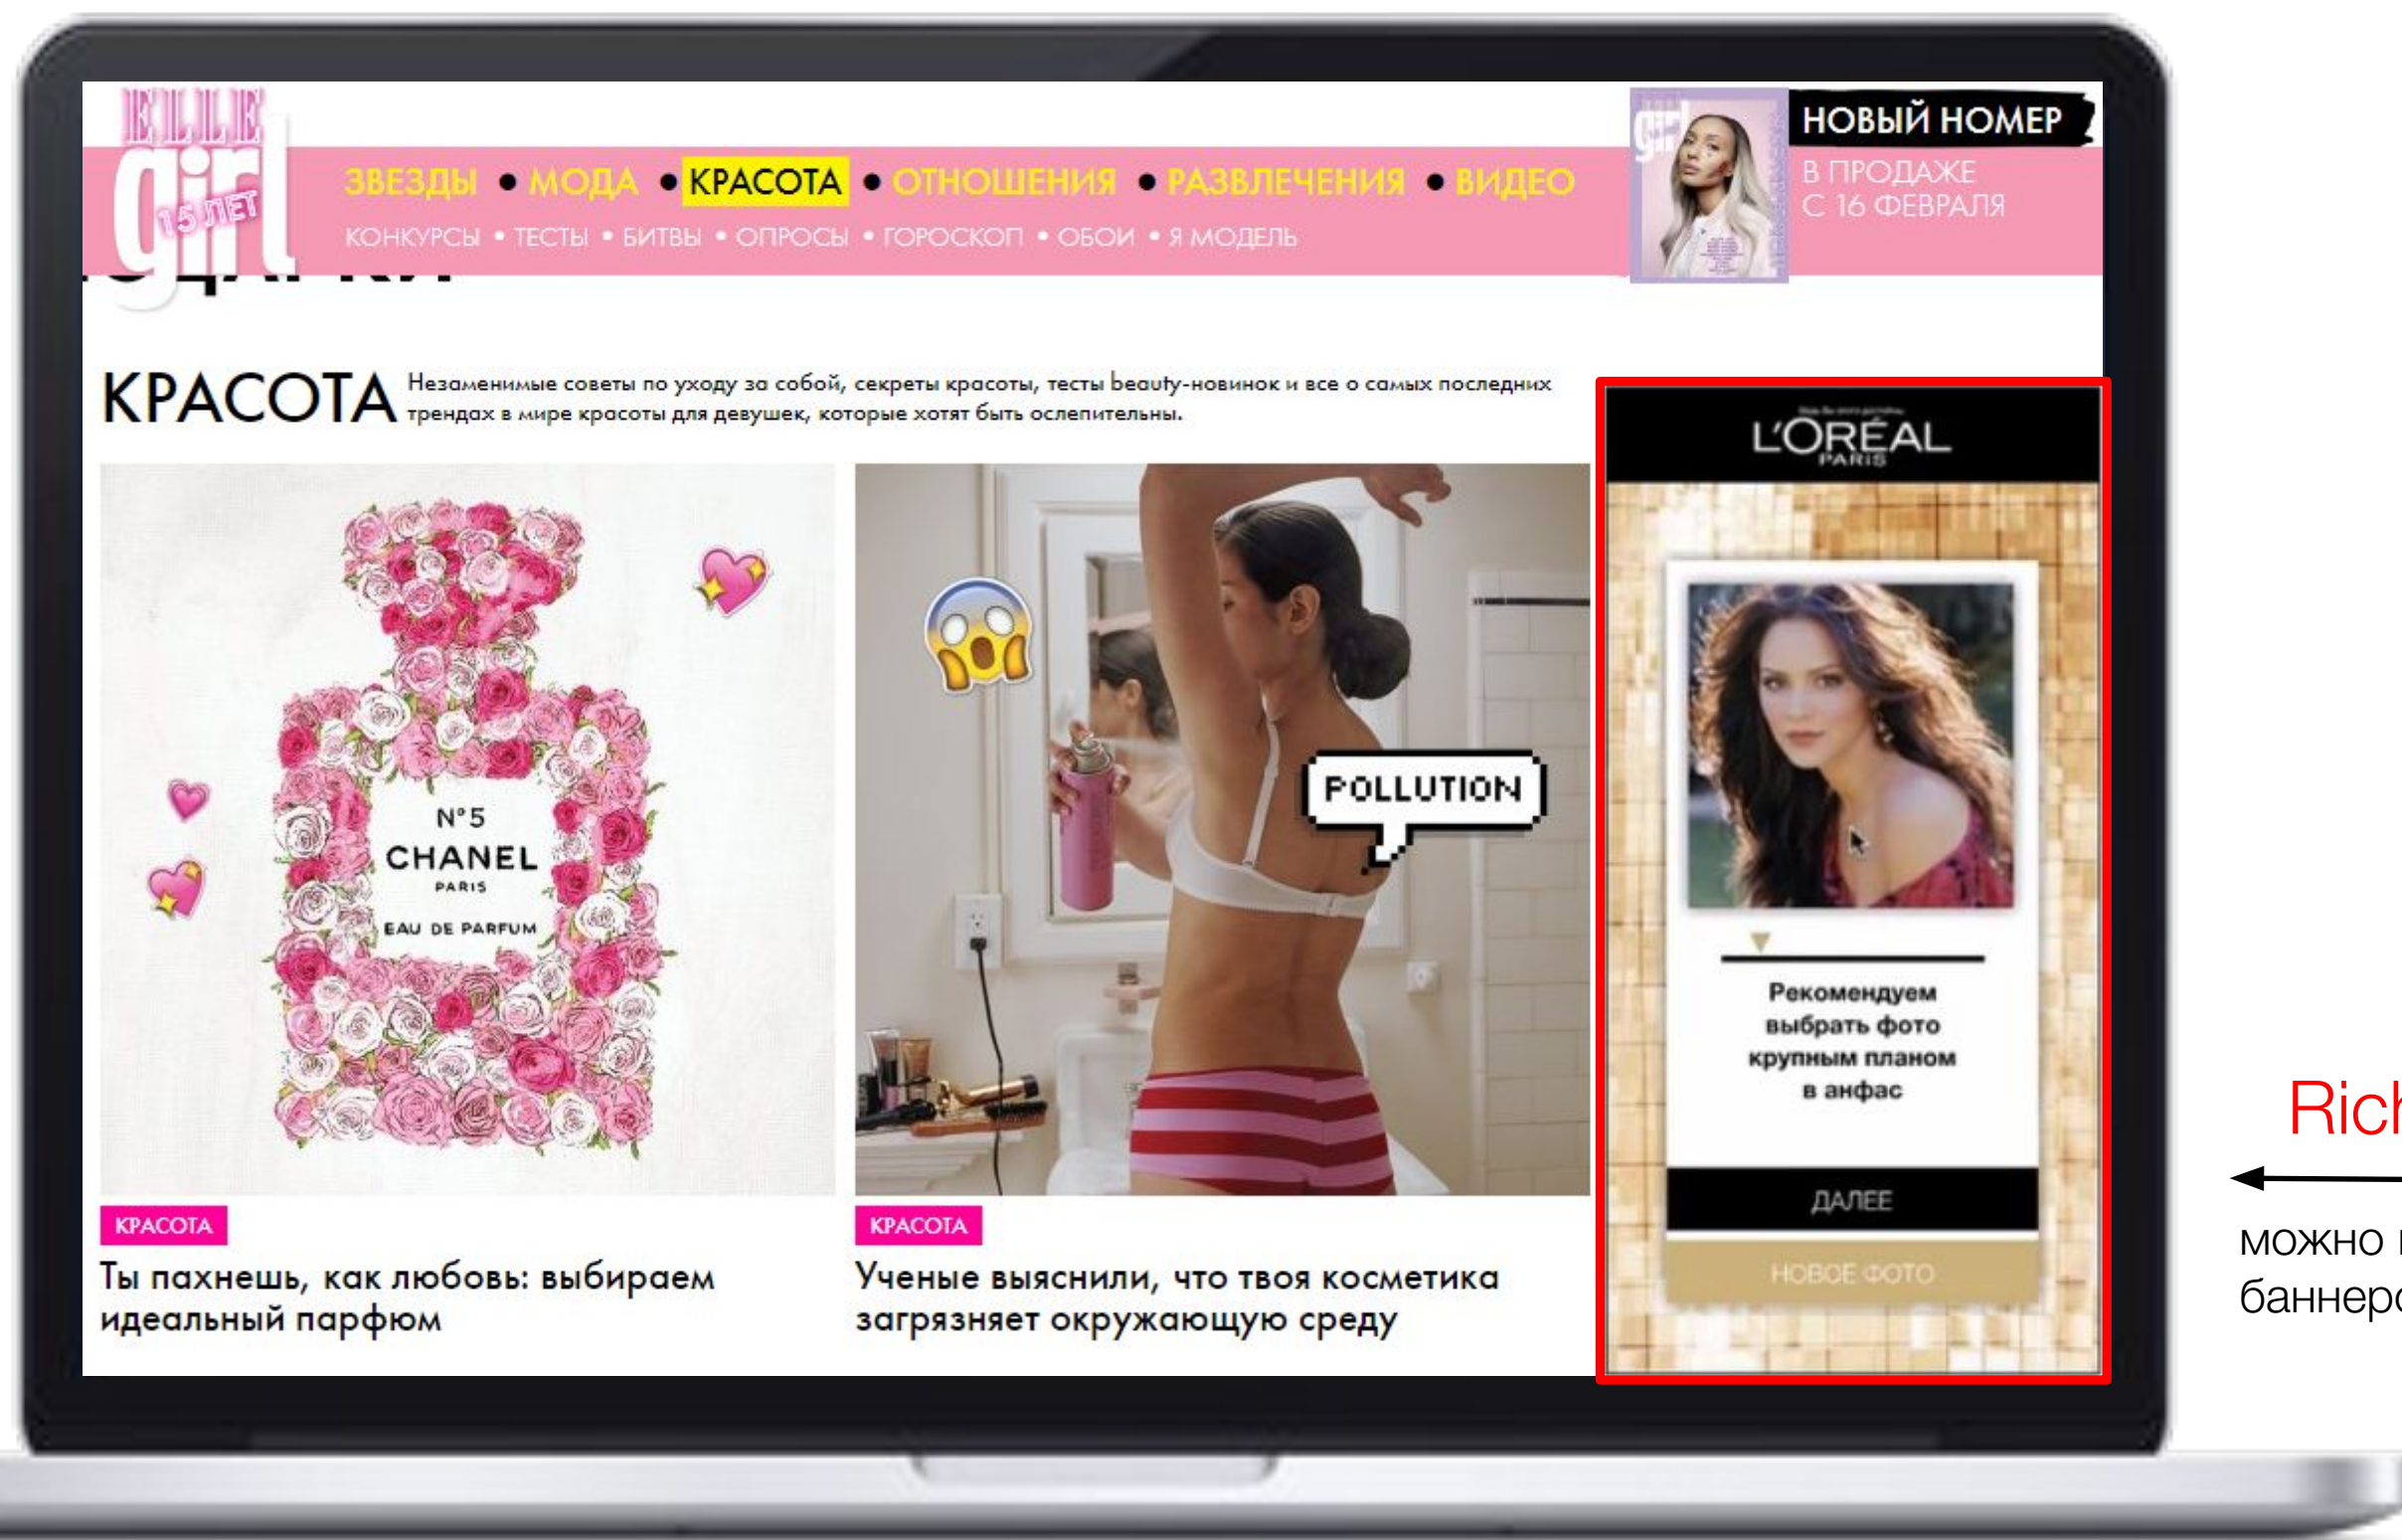 ELLE
girl
15 ЛЕТ
ЗВЕЗДЫ • МОДА • КРАСОТА • ОТНОШЕНИЯ • РАЗВЛЕЧЕНИЯ • ВИДЕО
КОНКУРСЫ • ТЕСТЫ • БИТВЫ • ОПРОСЫ • ГОРОСКОП • ОБОИ • Я МОДЕЛЬ
girl
НОВЫЙ НОМЕР
В ПРОДАЖЕ
С 16 ФЕВРАЛЯ
КРАСОТА
Незаменимые советы по уходу за собой, секреты красоты, тесты beauty-новинок и все о самых последних
трендах в мире красоты для девушек, которые хотят быть ослепительны.
N°5
CHANEL
PARIS
EAU DE PARFUM
КРАСОТА
Ты пахнешь, как любовь: выбираем
идеальный парфюм
POLLUTION
КРАСОТА
Ученые выяснили, что твоя косметика
загрязняет окружающую среду
L'ORÉAL
PARIS
Рекомендуем
выбрать фото
крупным планом
в анфас
ДАЛЕЕ
НОВОЕ ФОТО
можно